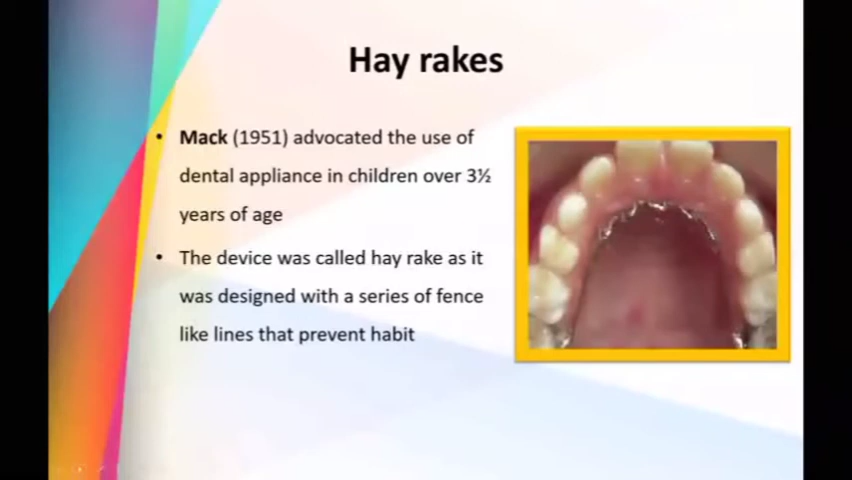 Hay rakes
• Mack (1951) advocated the use of
dental appliance in children over 3½
years of age
• The device was called hay rake as it
was designed with a series of fence
like lines that prevent habit